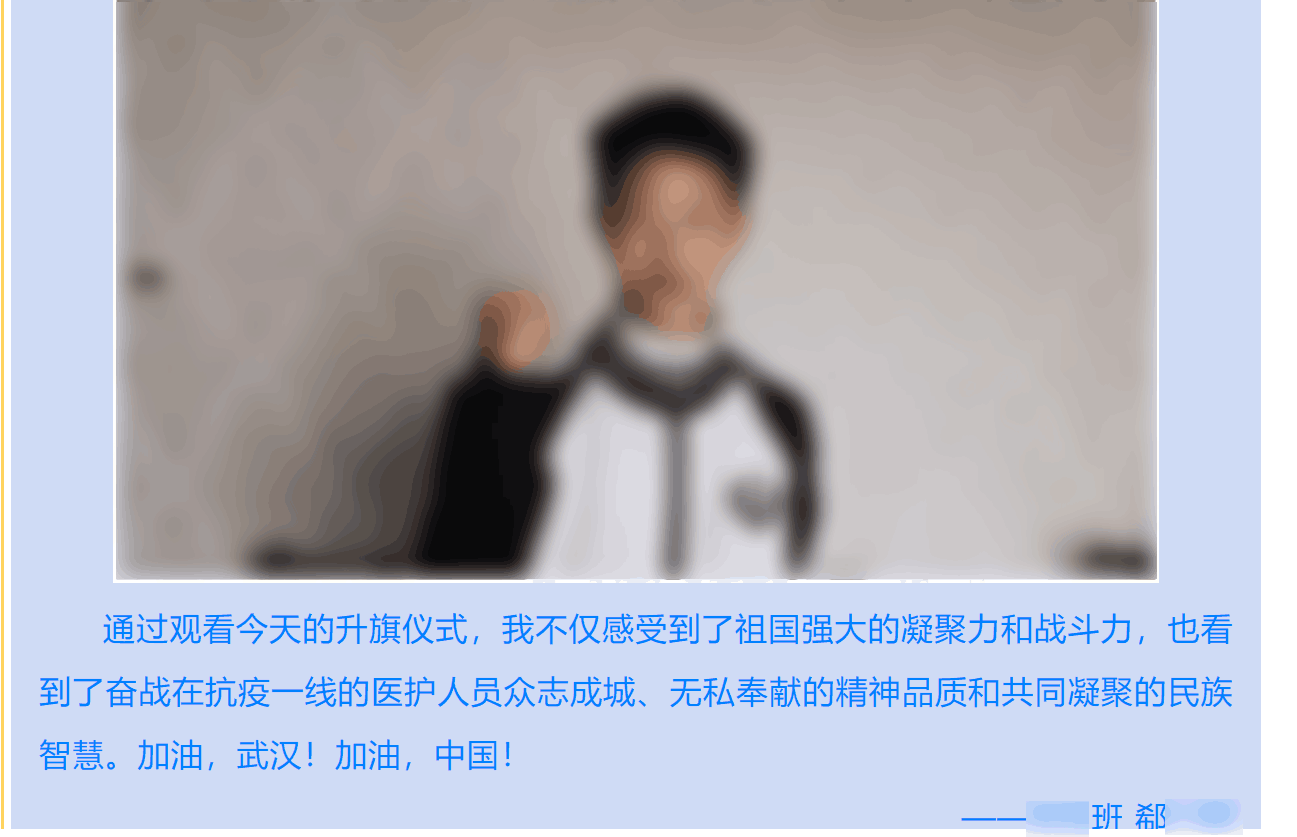 通过观看今天的升旗仪式，我不仅感受到了祖国强大的凝聚力和战斗力，也看
到了奋战在抗疫一线的医护人员众志成城、无私奉献的精神品质和共同凝聚的民族
智慧。加油，武汉！加油，中国！
——班 郗